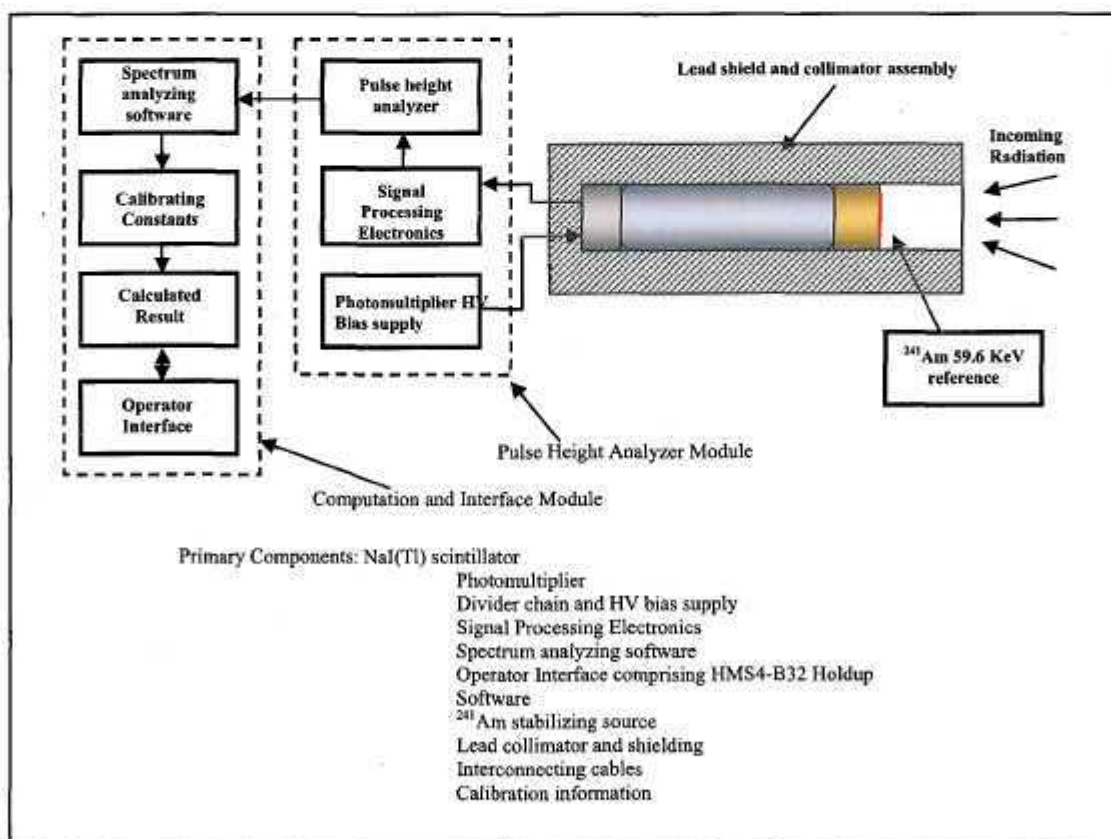 Spectrum
analyzing
software
Calibrating
Constants
Calculated
Result
Operator
Interface
Pulse height
analyzer
Signal
Processing
Electronics
Photomultiplier HV
Bias supply
Lead shield and collimator assembly
Incoming
Radiation
²⁴¹Am 59.6 KeV
reference
Pulse Height Analyzer Module
Computation and Interface Module
Primary Components: NaI(Tl) scintillator
Photomultiplier
Divider chain and HV bias supply
Signal Processing Electronics
Spectrum analyzing software
Operator Interface comprising HMS4-B32 Holdup
Software
²⁴¹Am stabilizing source
Lead collimator and shielding
Interconnecting cables
Calibration information